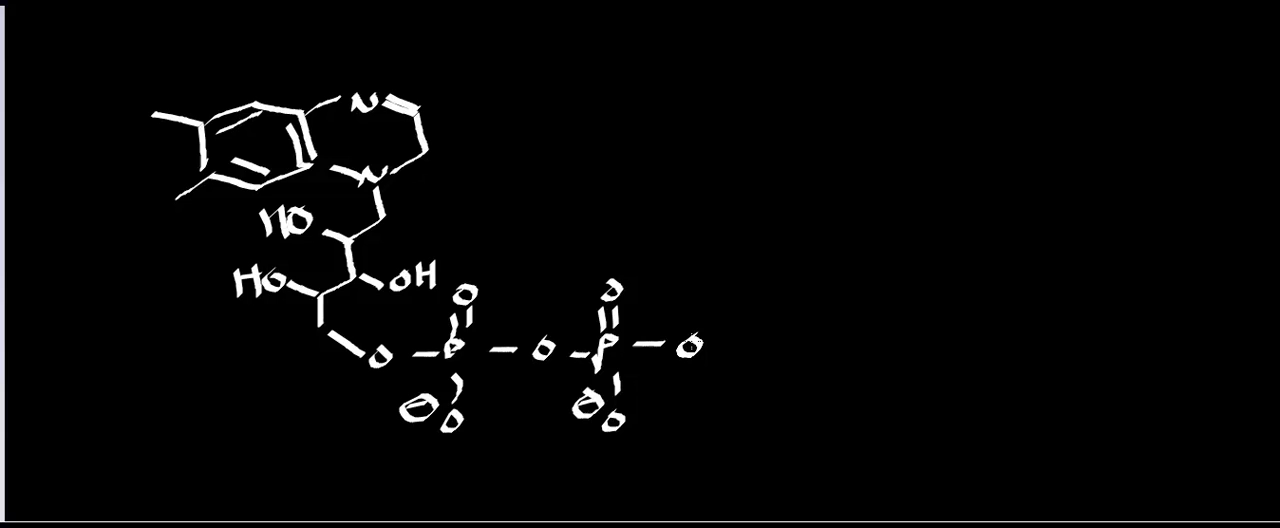 N
N
HO
HO OH
O O
O P O P O
⊖ O ⊖ O